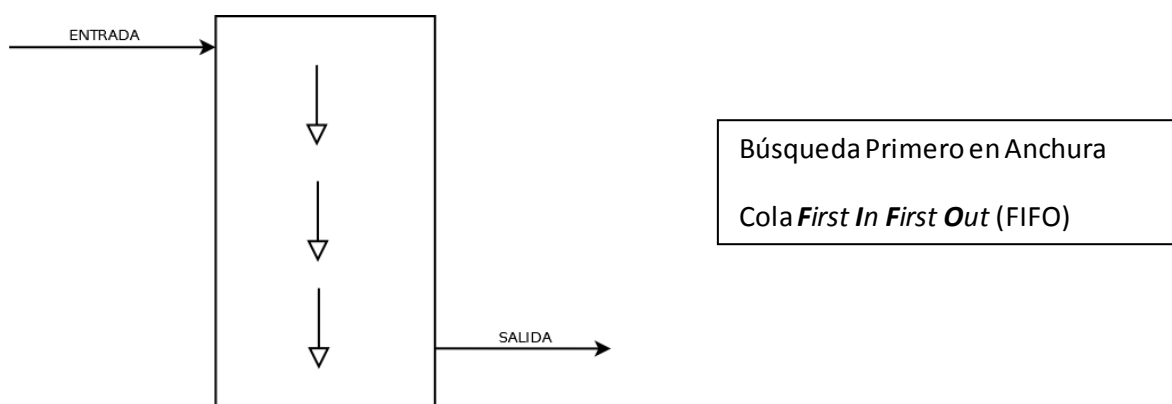 ENTRADA
Búsqueda Primero en Anchura
Cola First In First Out (FIFO)
SALIDA